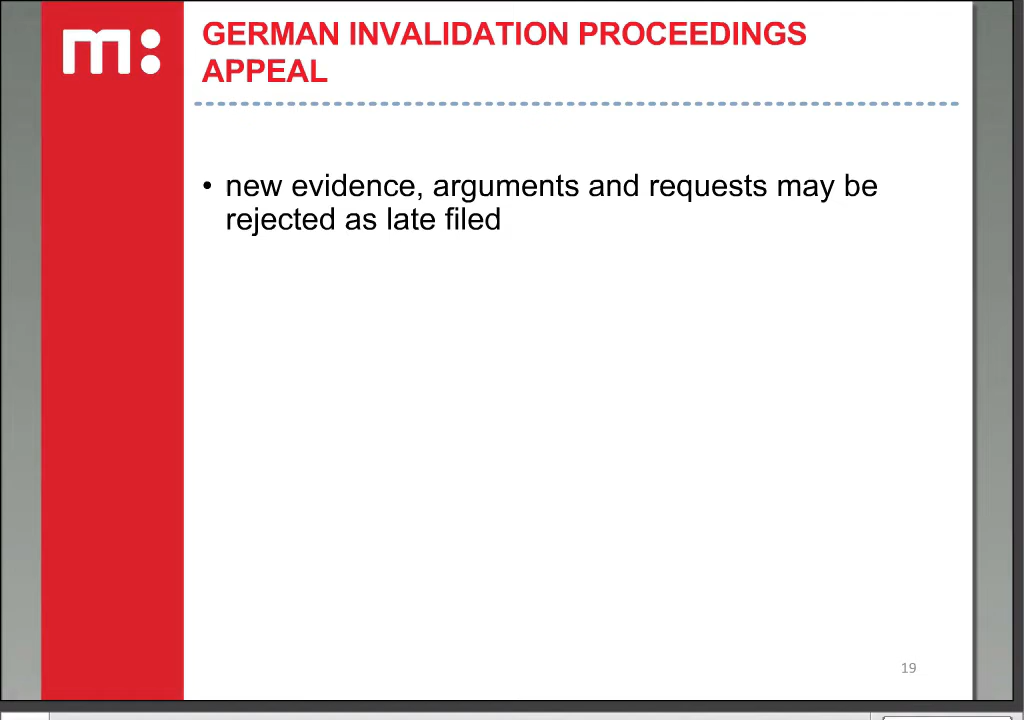 m:
GERMAN INVALIDATION PROCEEDINGS
APPEAL
• new evidence, arguments and requests may be
rejected as late filed
19